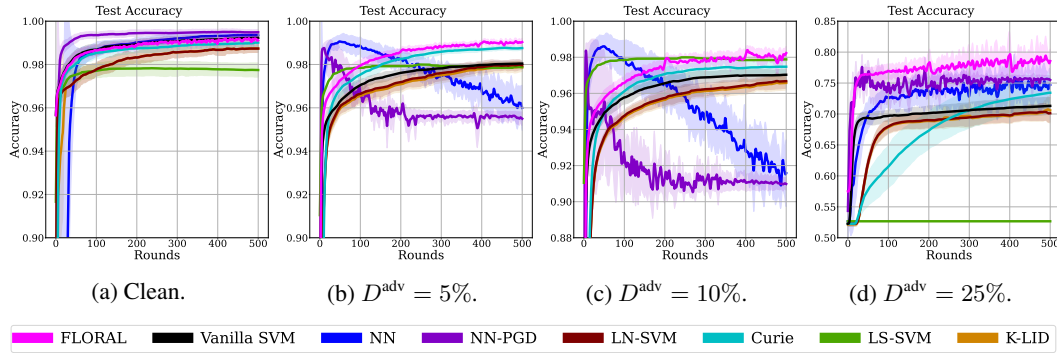 Test Accuracy
Accuracy
1.00
0.98
0.96
0.94
0.92
0.90
0 100 200 300 400 500
Rounds
(a) Clean.
Test Accuracy
Accuracy
1.00
0.98
0.96
0.94
0.92
0.90
0 100 200 300 400 500
Rounds
(b) D^adv = 5%.
Test Accuracy
Accuracy
1.00
0.98
0.96
0.94
0.92
0.90
0.88
0 100 200 300 400 500
Rounds
(c) D^adv = 10%.
Test Accuracy
Accuracy
0.85
0.80
0.75
0.70
0.65
0.60
0.55
0.50
0 100 200 300 400 500
Rounds
(d) D^adv = 25%.
FLORAL Vanilla SVM NN NN-PGD LN-SVM Curie LS-SVM K-LID